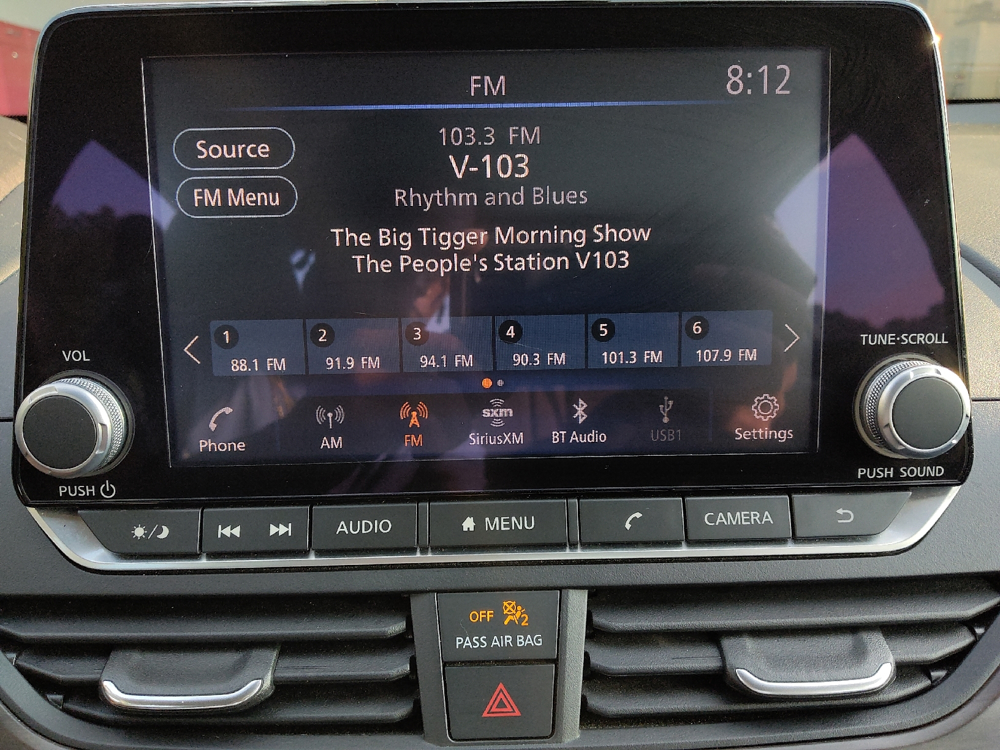 FM 8:12
Source
FM Menu
103.3 FM
V-103
Rhythm and Blues
The Big Tigger Morning Show
The People's Station V103
1 2 3 4 5 6
88.1 FM 91.9 FM 94.1 FM 90.3 FM 101.3 FM 107.9 FM
sxm
Phone AM FM SiriusXM BT Audio USB1 Settings
VOL
PUSH
TUNE·SCROLL
PUSH SOUND
AUDIO MENU CAMERA
OFF 2
PASS AIR BAG